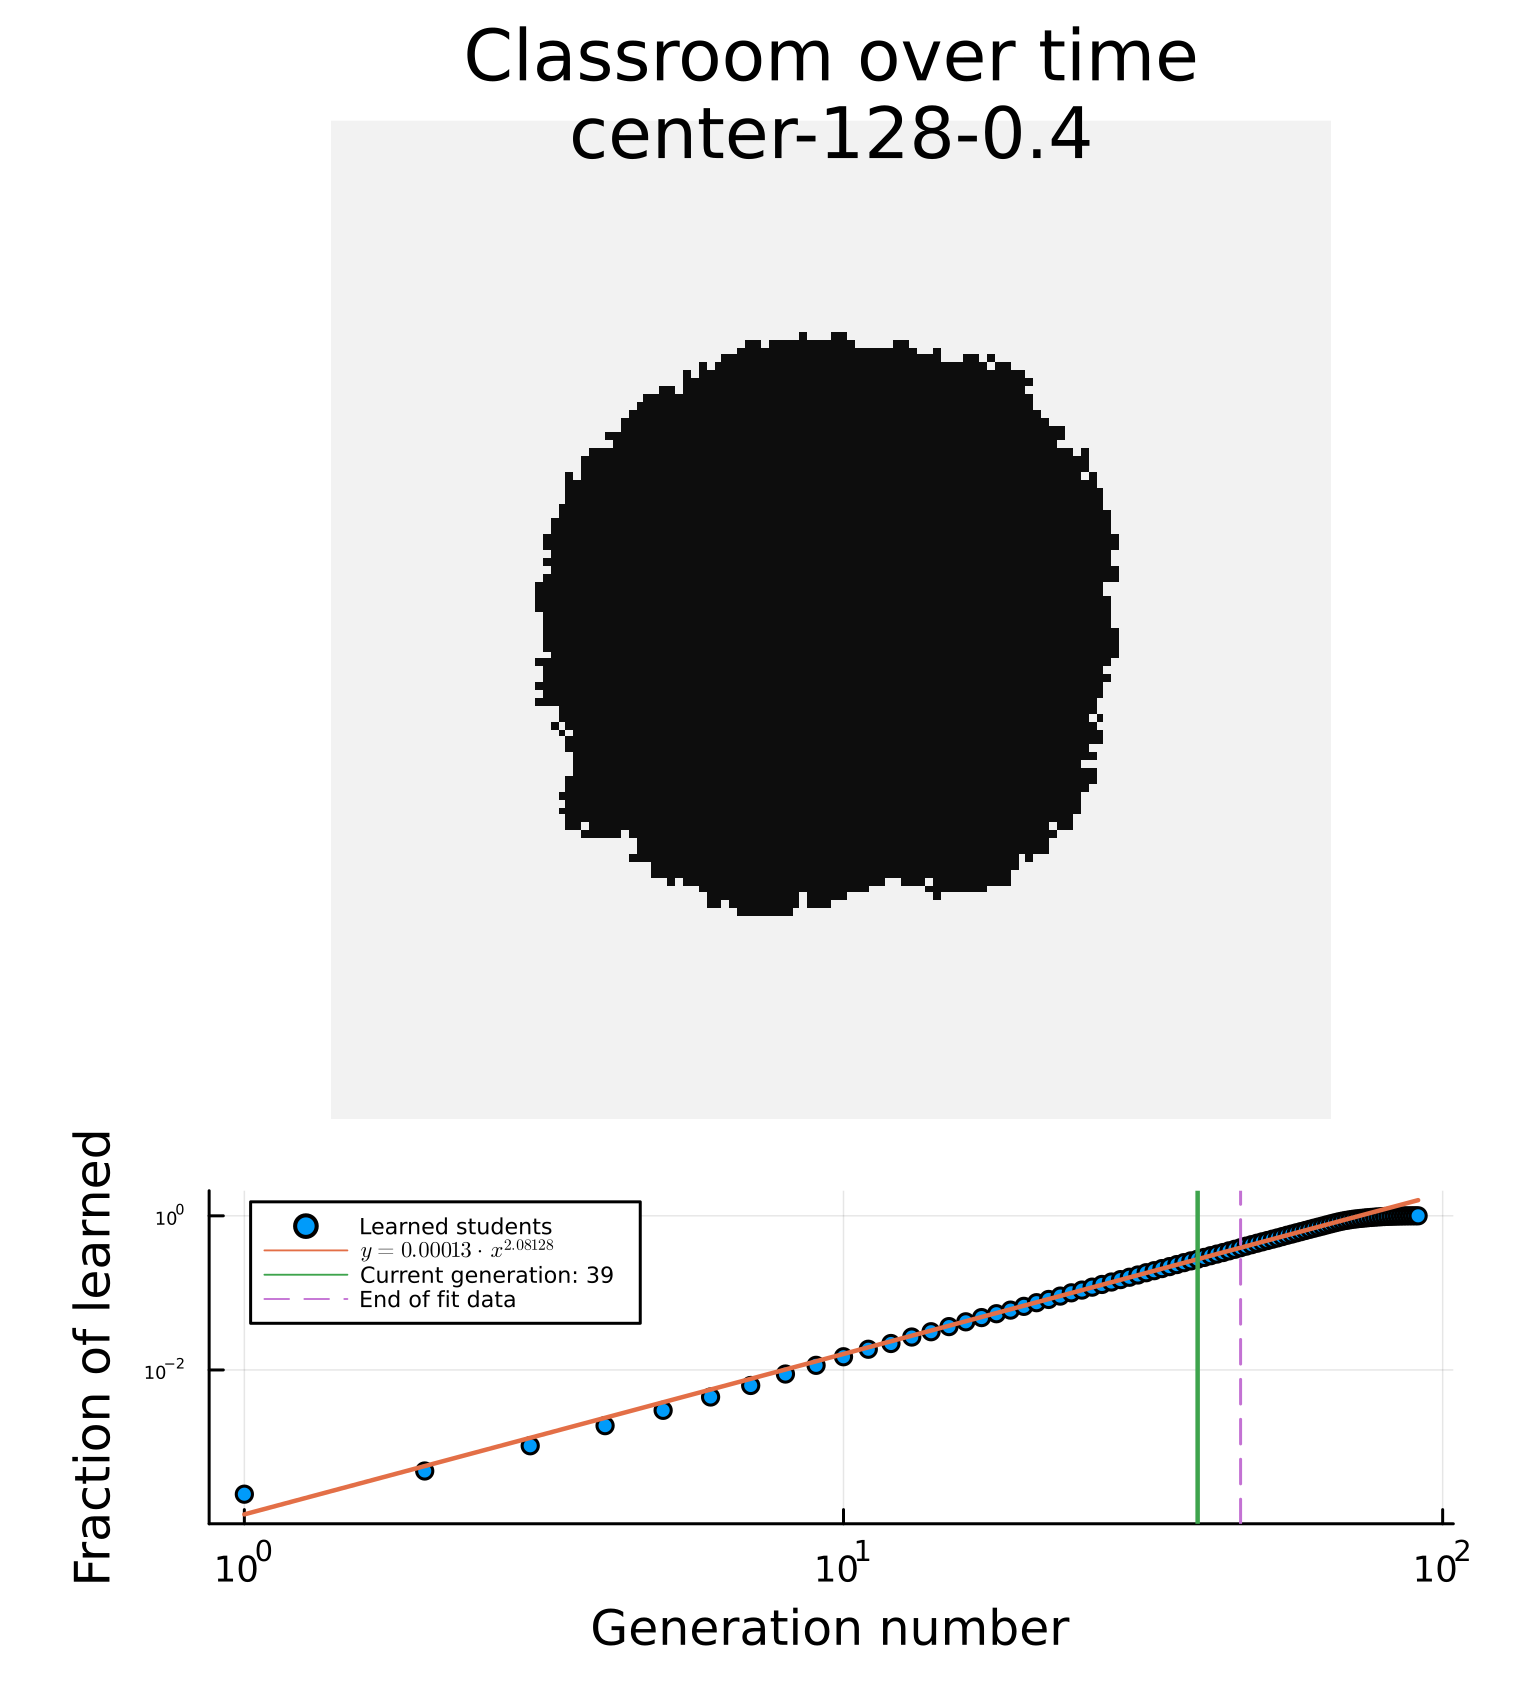 Classroom over time
center-128-0.4
Fraction of learned
10⁰
10⁻²
Learned students
y = 0.00013 · x^2.08128
Current generation: 39
End of fit data
10⁰ 10¹ 10²
Generation number